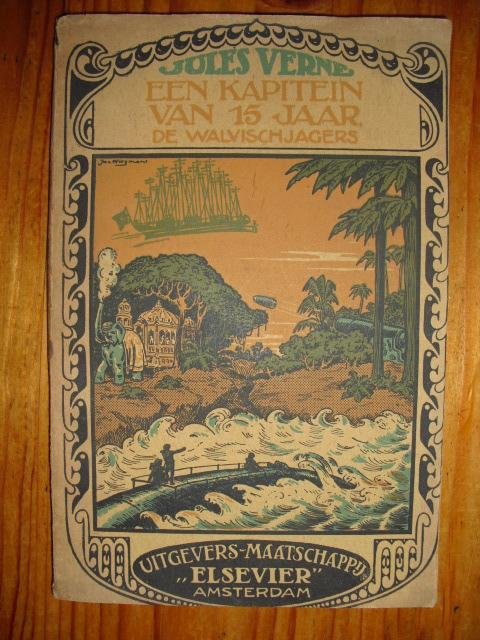 JULES VERNE
EEN KAPITEIN
VAN 15 JAAR
DE WALVISCHJAGERS
UITGEVERS-MAATSCHAPPIJ
„ELSEVIER"
AMSTERDAM